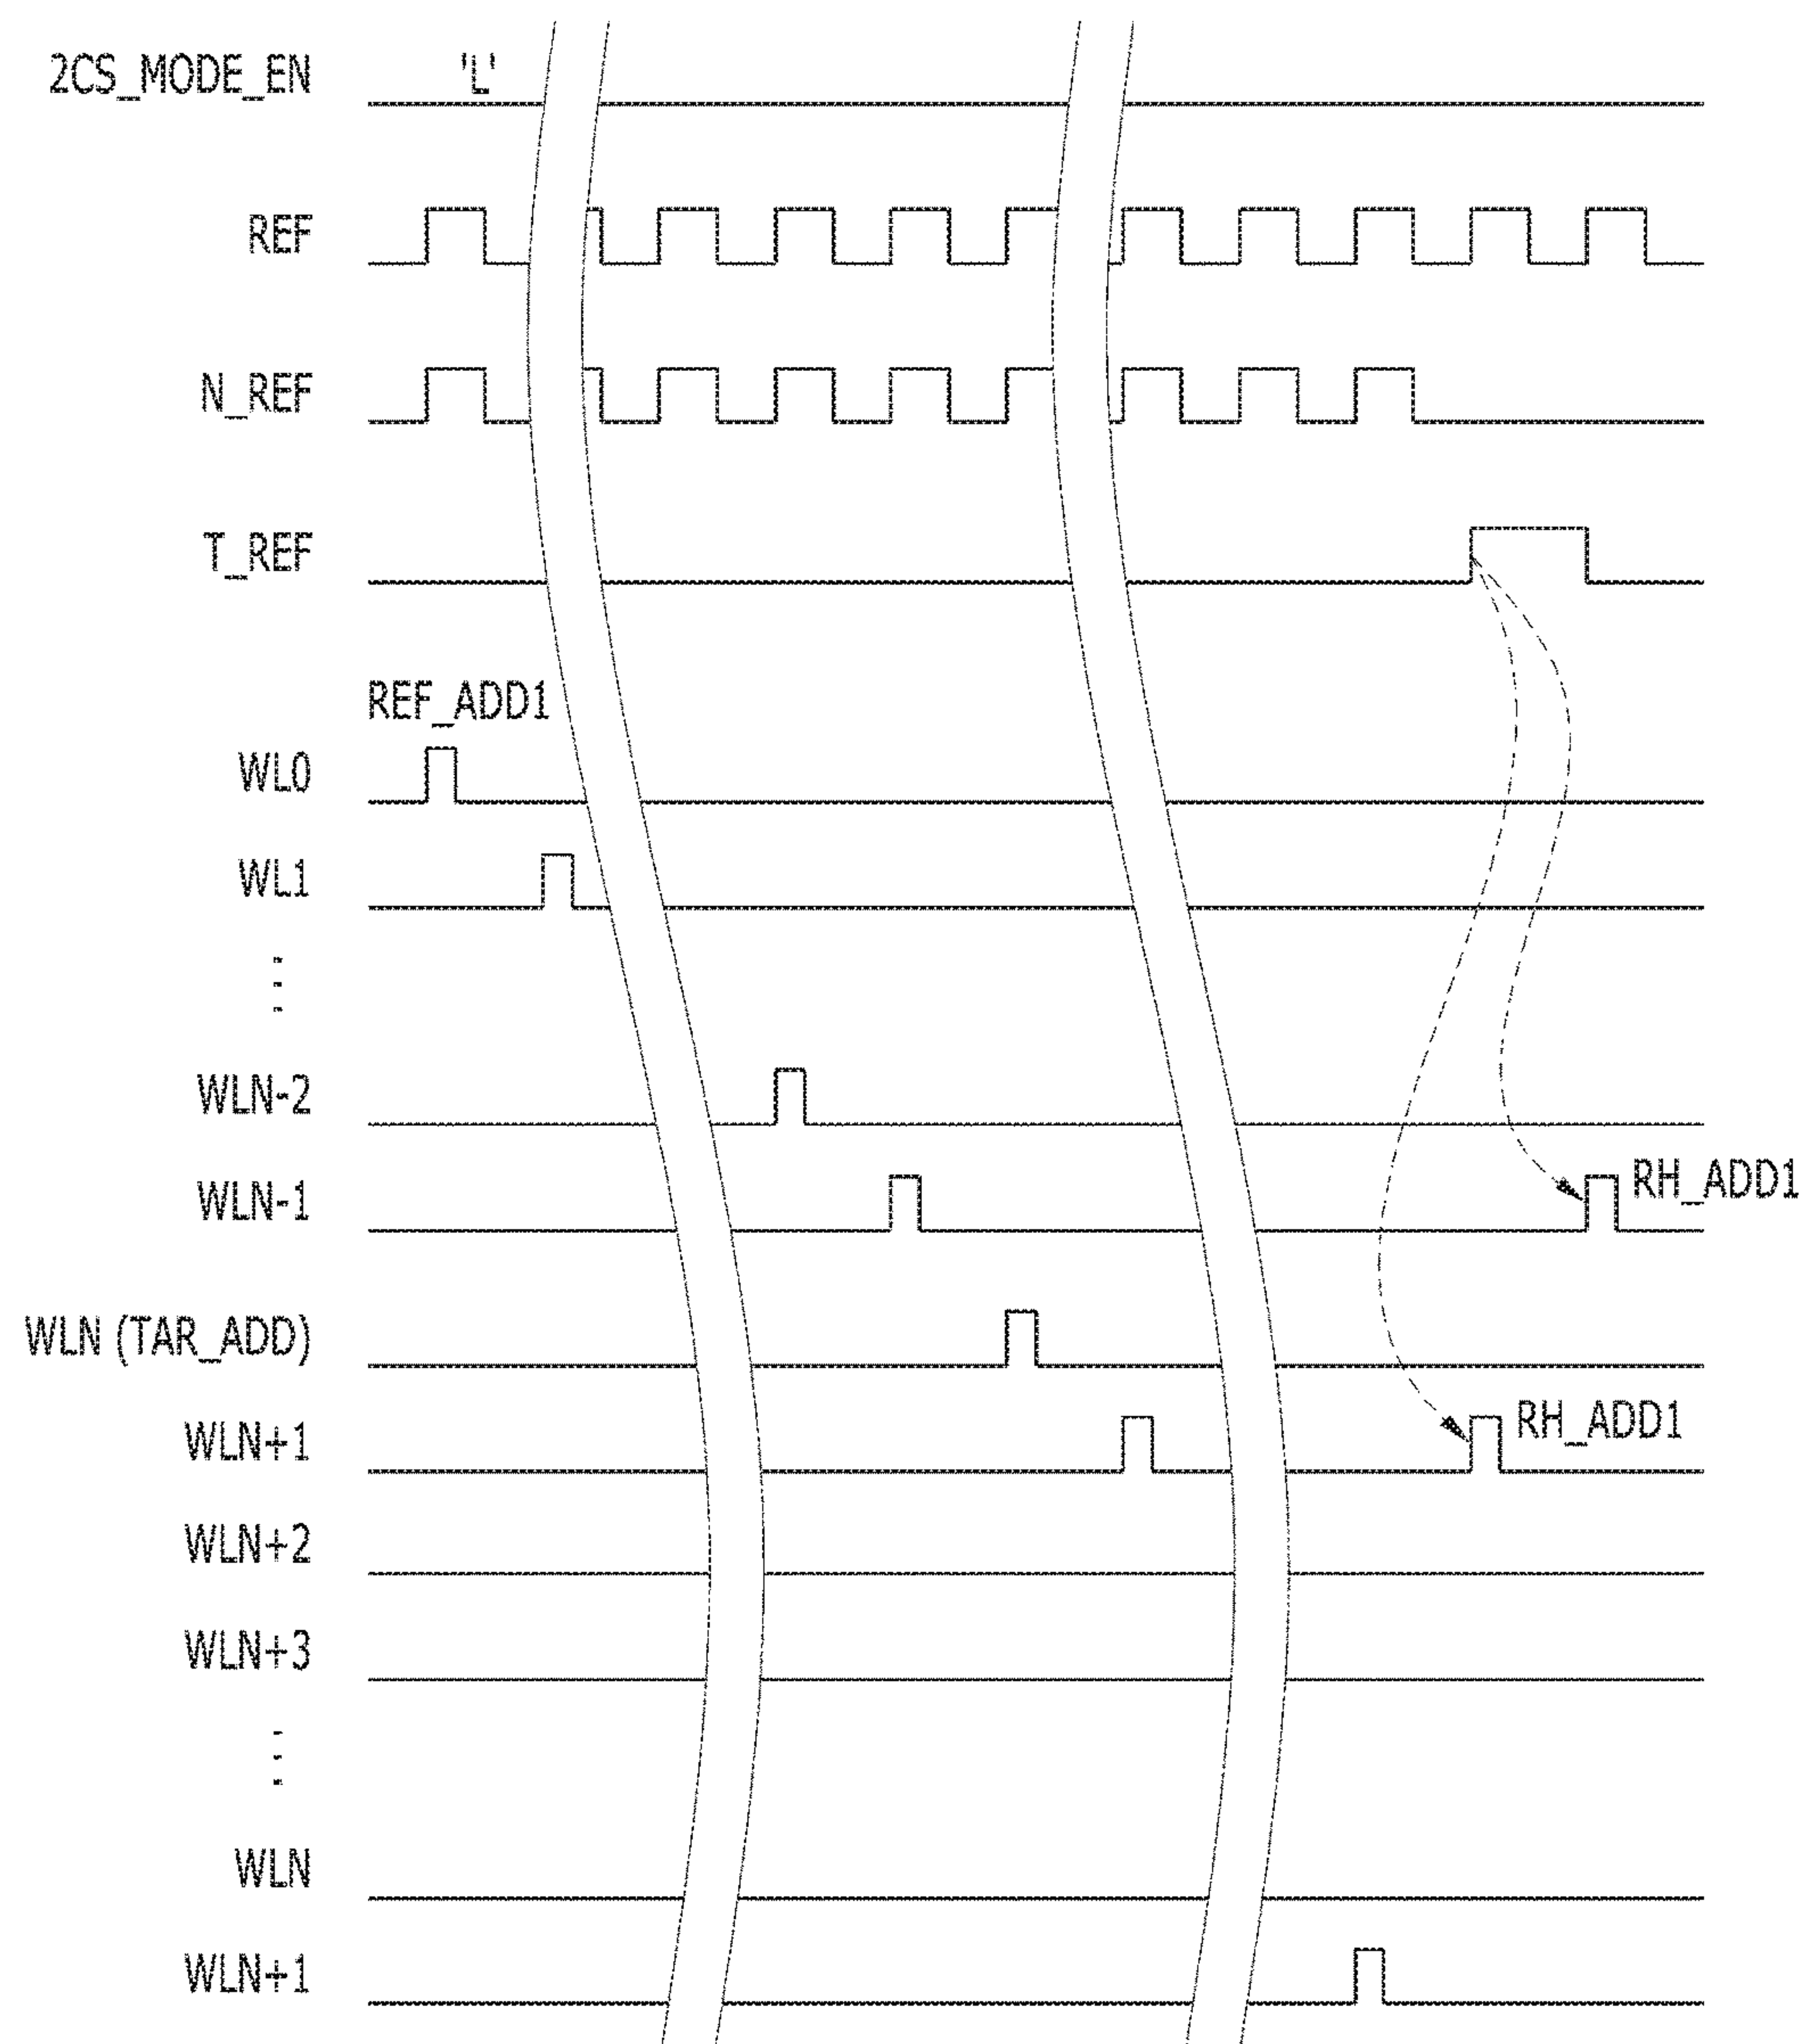 2CS_MODE_EN 'L'
REF
N_REF
T_REF
REF_ADD1
WL0
WL1
WLN-2
WLN-1 RH_ADD1
WLN (TAR_ADD)
WLN+1 RH_ADD1
WLN+2
WLN+3
WLN
WLN+1